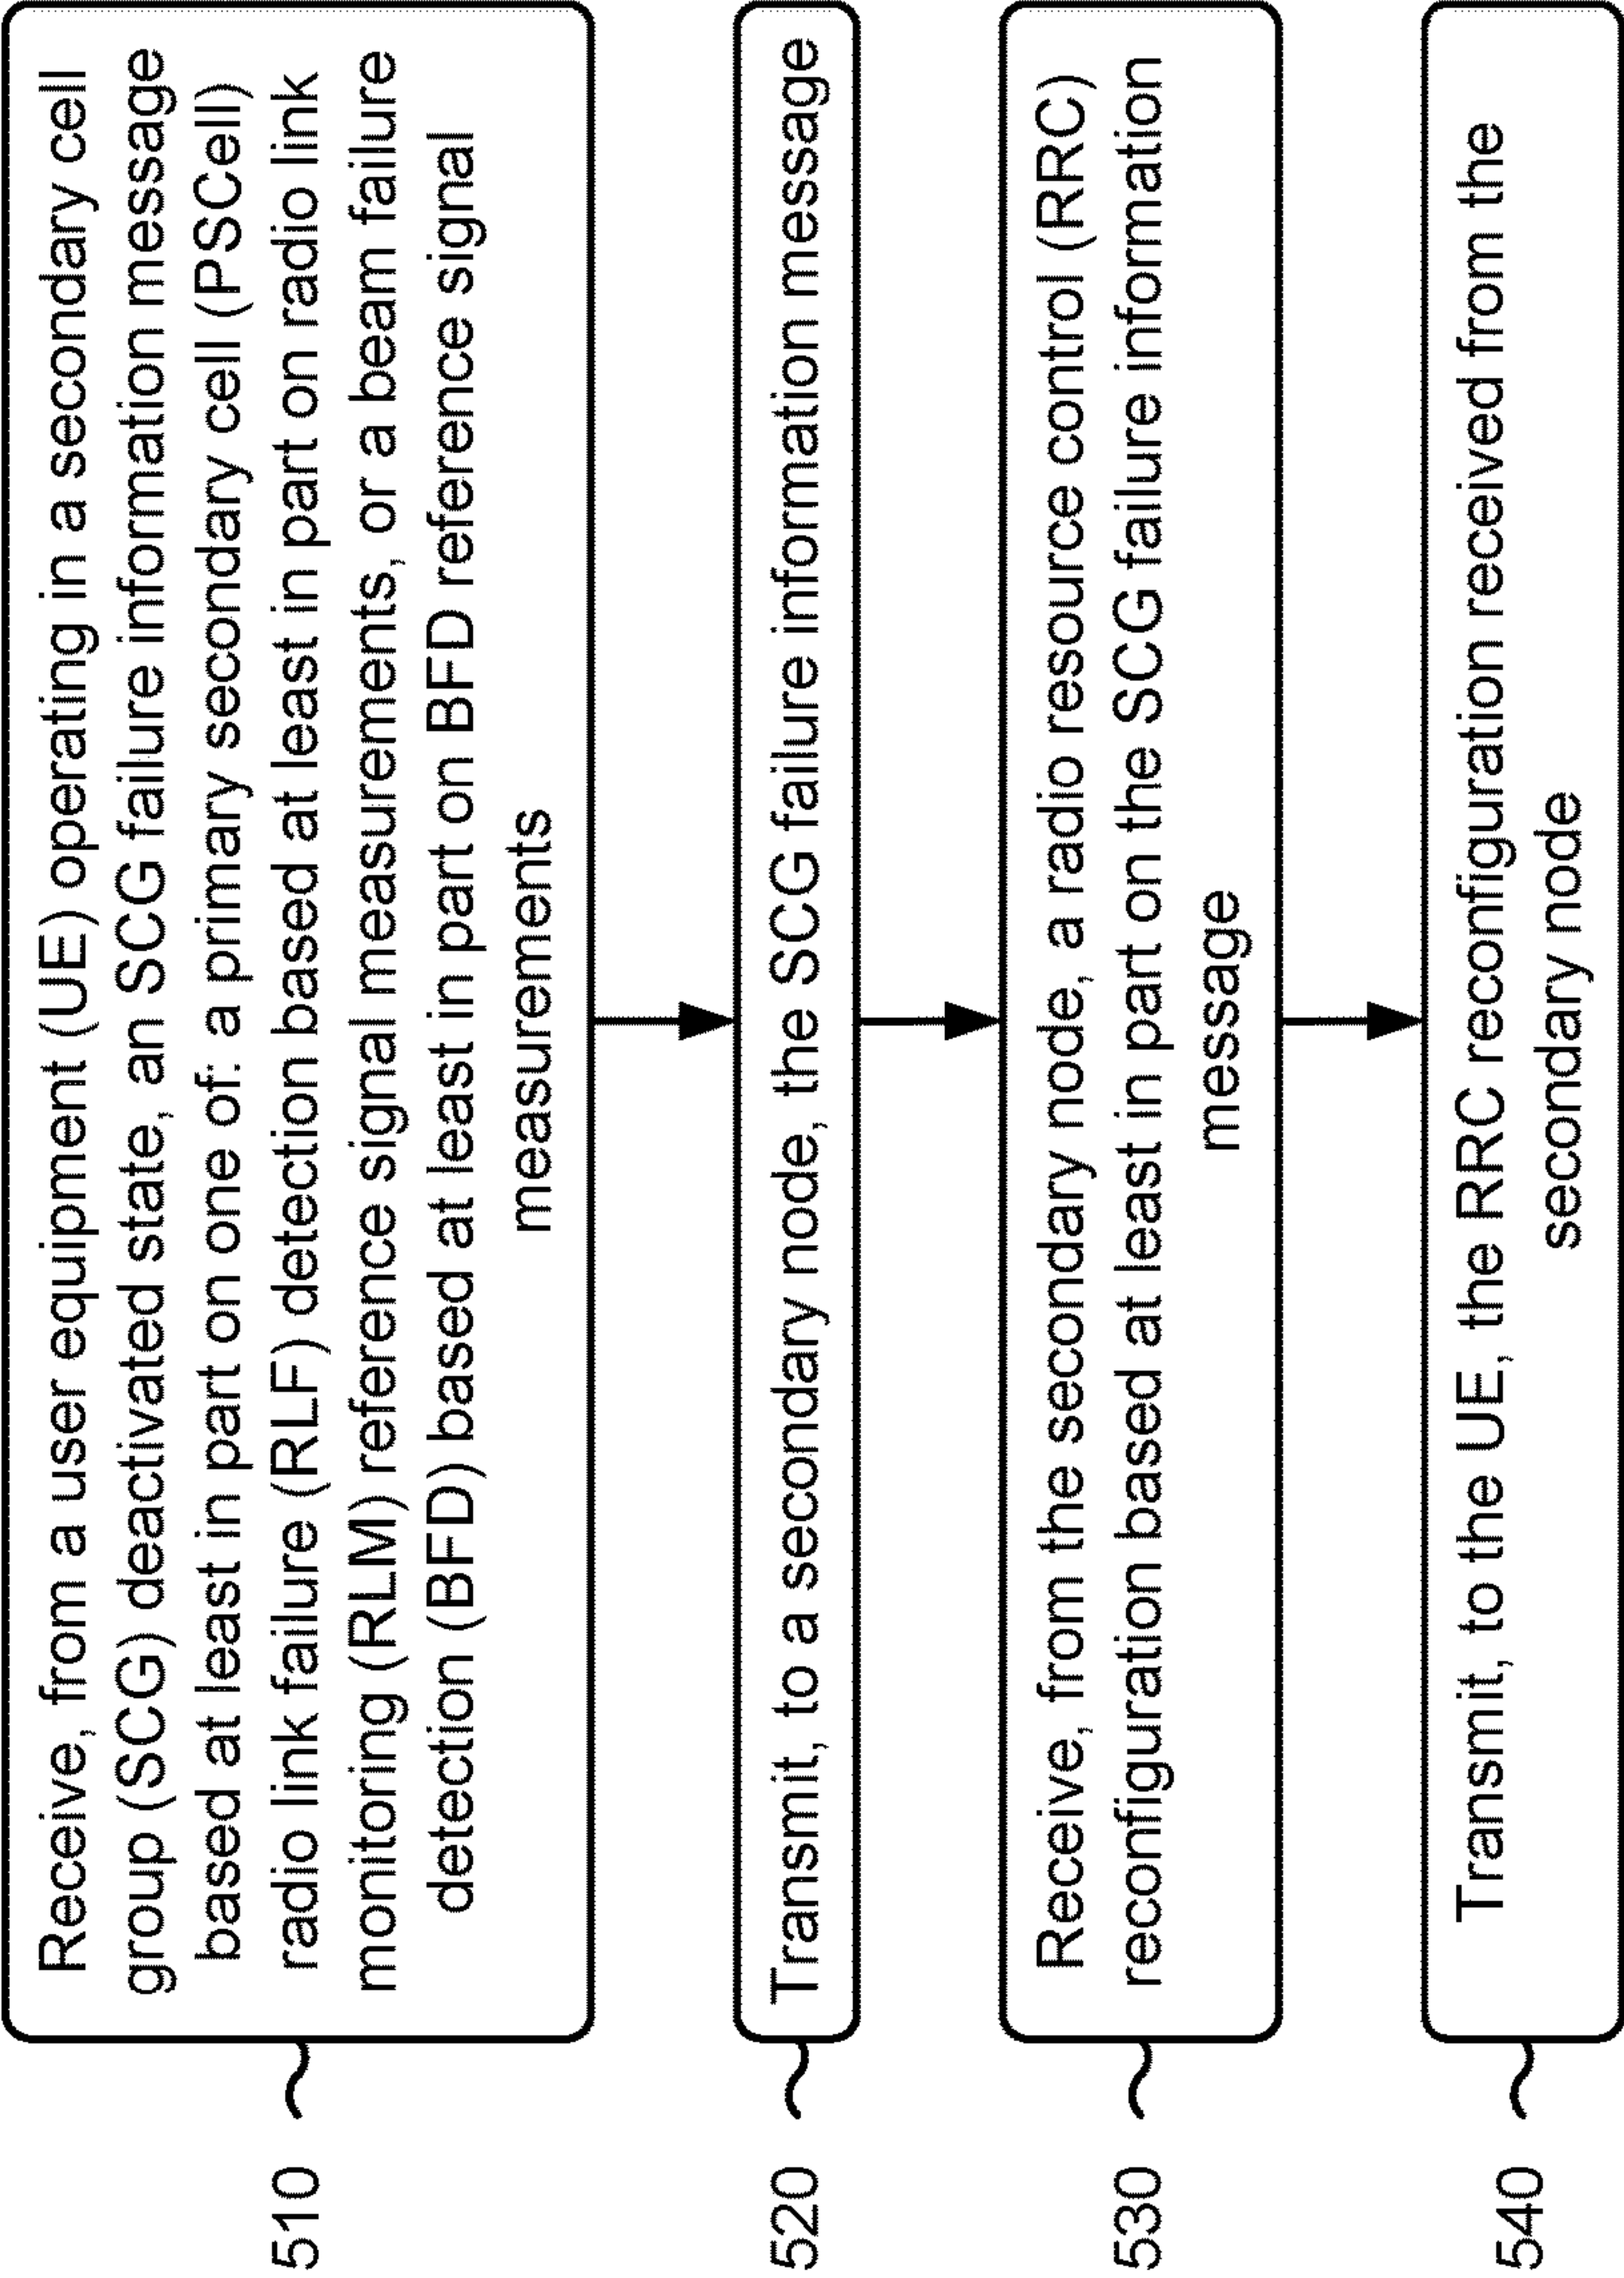 510
Receive, from a user equipment (UE) operating in a secondary cell
group (SCG) deactivated state, an SCG failure information message
based at least in part on one of: a primary secondary cell (PSCell)
radio link failure (RLF) detection based at least in part on radio link
monitoring (RLM) reference signal measurements, or a beam failure
detection (BFD) based at least in part on BFD reference signal
measurements
520
Transmit, to a secondary node, the SCG failure information message
530
Receive, from the secondary node, a radio resource control (RRC)
reconfiguration based at least in part on the SCG failure information
message
540
Transmit, to the UE, the RRC reconfiguration received from the
secondary node